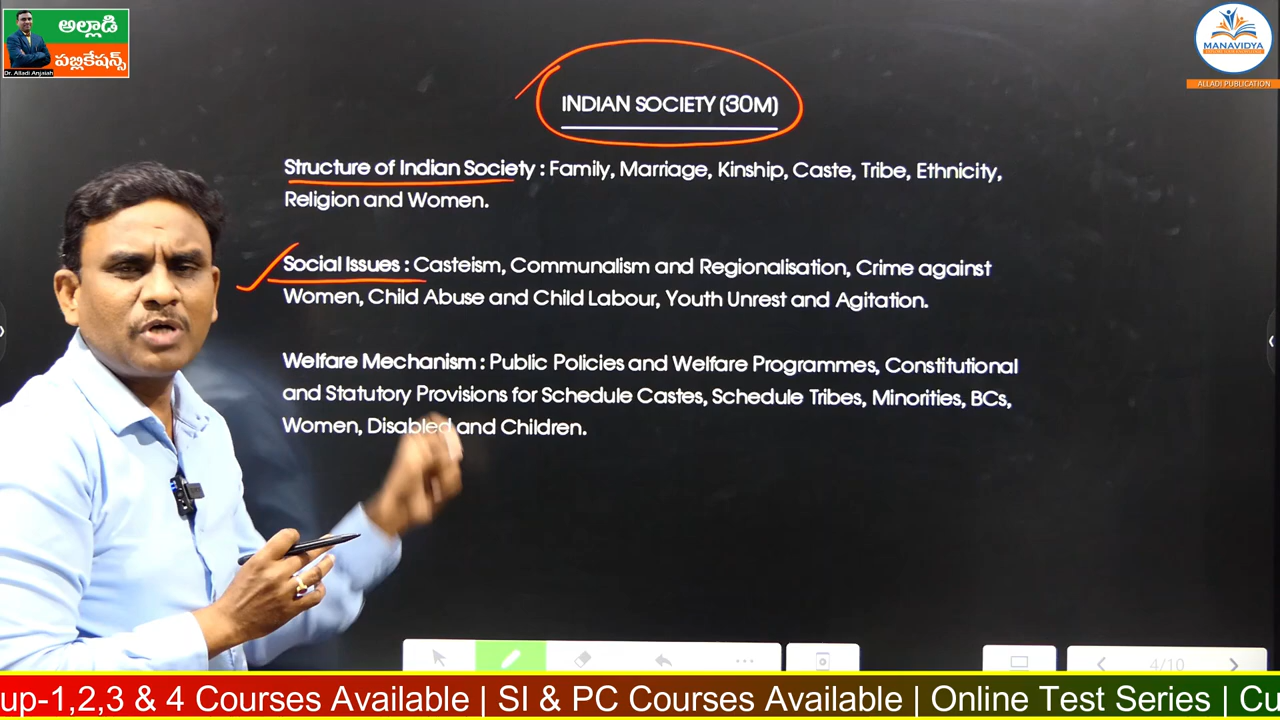 అల్లాడి
పబ్లికేషన్స్
Dr. Alladi Anjaiah
MANAVIDYA
ALLADI PUBLICATION
INDIAN SOCIETY (30M)
Structure of Indian Society : Family, Marriage, Kinship, Caste, Tribe, Ethnicity,
Religion and Women.
Social Issues : Casteism, Communalism and Regionalisation, Crime against
Women, Child Abuse and Child Labour, Youth Unrest and Agitation.
Welfare Mechanism : Public Policies and Welfare Programmes, Constitutional
and Statutory Provisions for Schedule Castes, Schedule Tribes, Minorities, BCs,
Women, Disabled and Children.
4/10
up-1,2,3 & 4 Courses Available | SI & PC Courses Available | Online Test Series | Cu